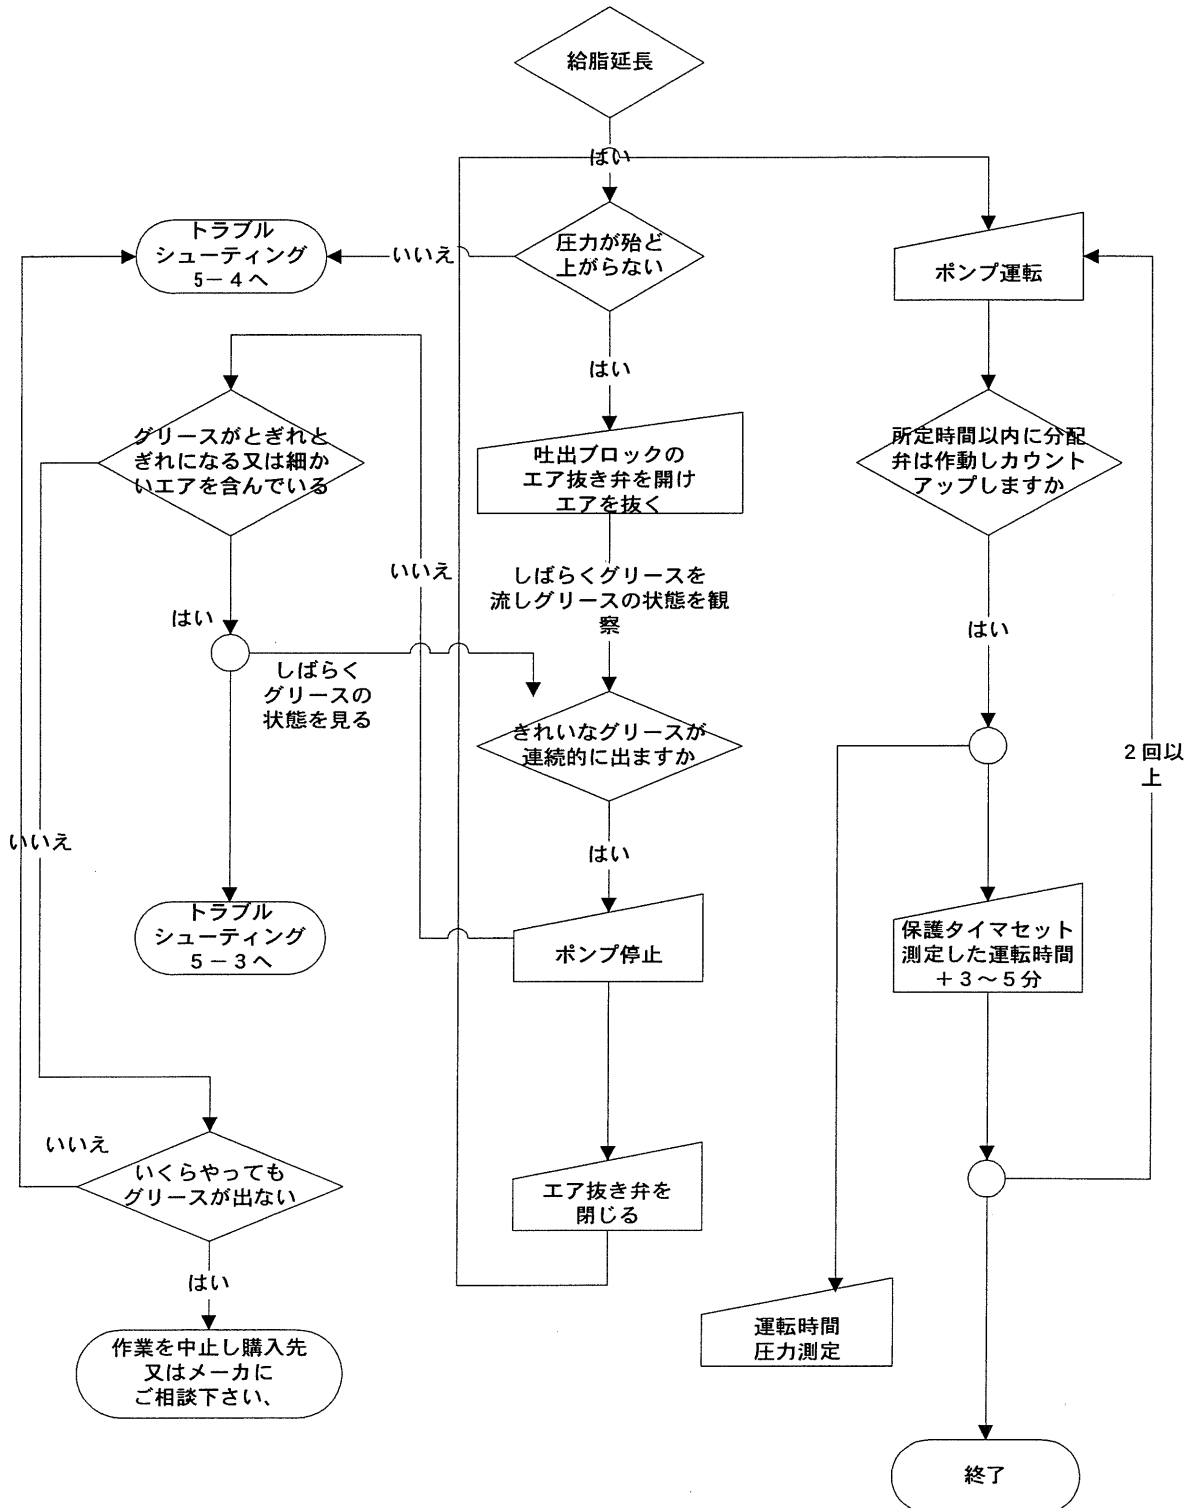 給脂延長
はい
圧力が殆ど
上がらない
いいえ
トラブル
シューティング
5－4へ
ポンプ運転
はい
グリースがとぎれと
ぎれになる又は細か
いエアを含んでいる
吐出ブロックの
エア抜き弁を開け
エアを抜く
所定時間以内に分配
弁は作動しカウント
アップしますか
いいえ
しばらくグリースを
流しグリースの状態を観
察
はい
はい
しばらく
グリースの
状態を見る
きれいなグリースが
連続的に出ますか
2回以
上
いいえ
はい
トラブル
シューティング
5－3へ
ポンプ停止
保護タイマセット
測定した運転時間
＋3～5分
いいえ
いくらやっても
グリースが出ない
エア抜き弁を
閉じる
はい
運転時間
圧力測定
作業を中止し購入先
又はメーカに
ご相談下さい、
終了